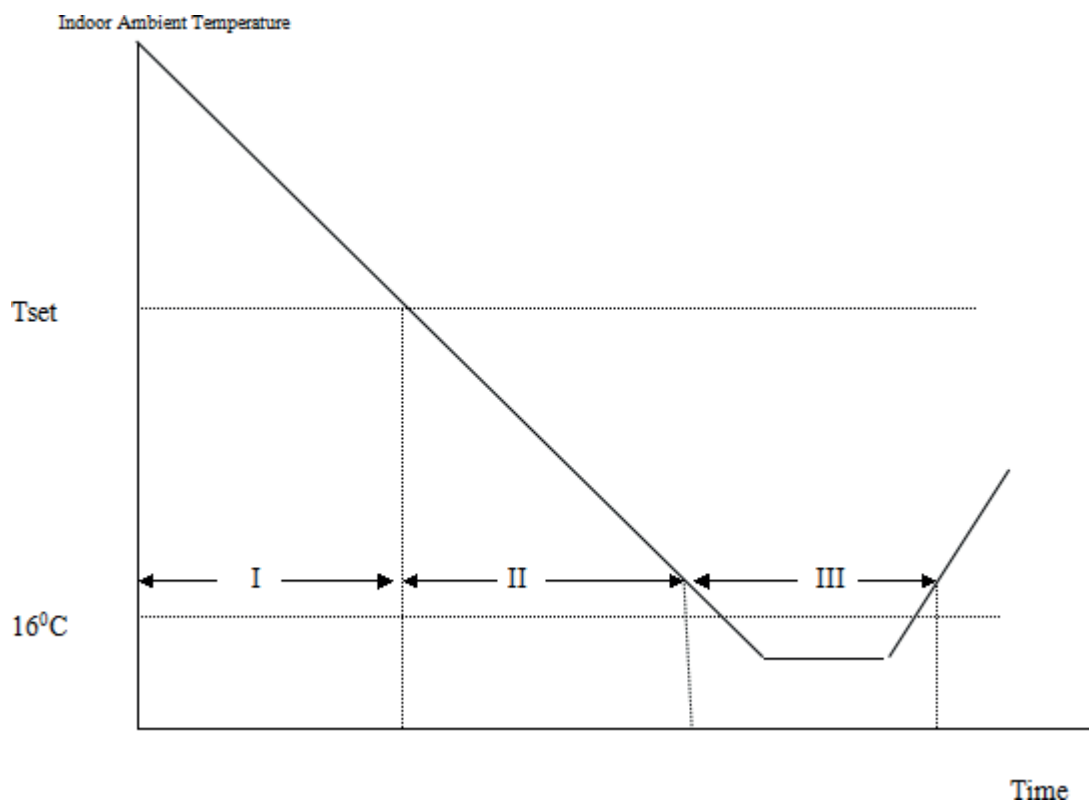 Indoor Ambient Temperature
Tset
I
II
III
16⁰C
Time